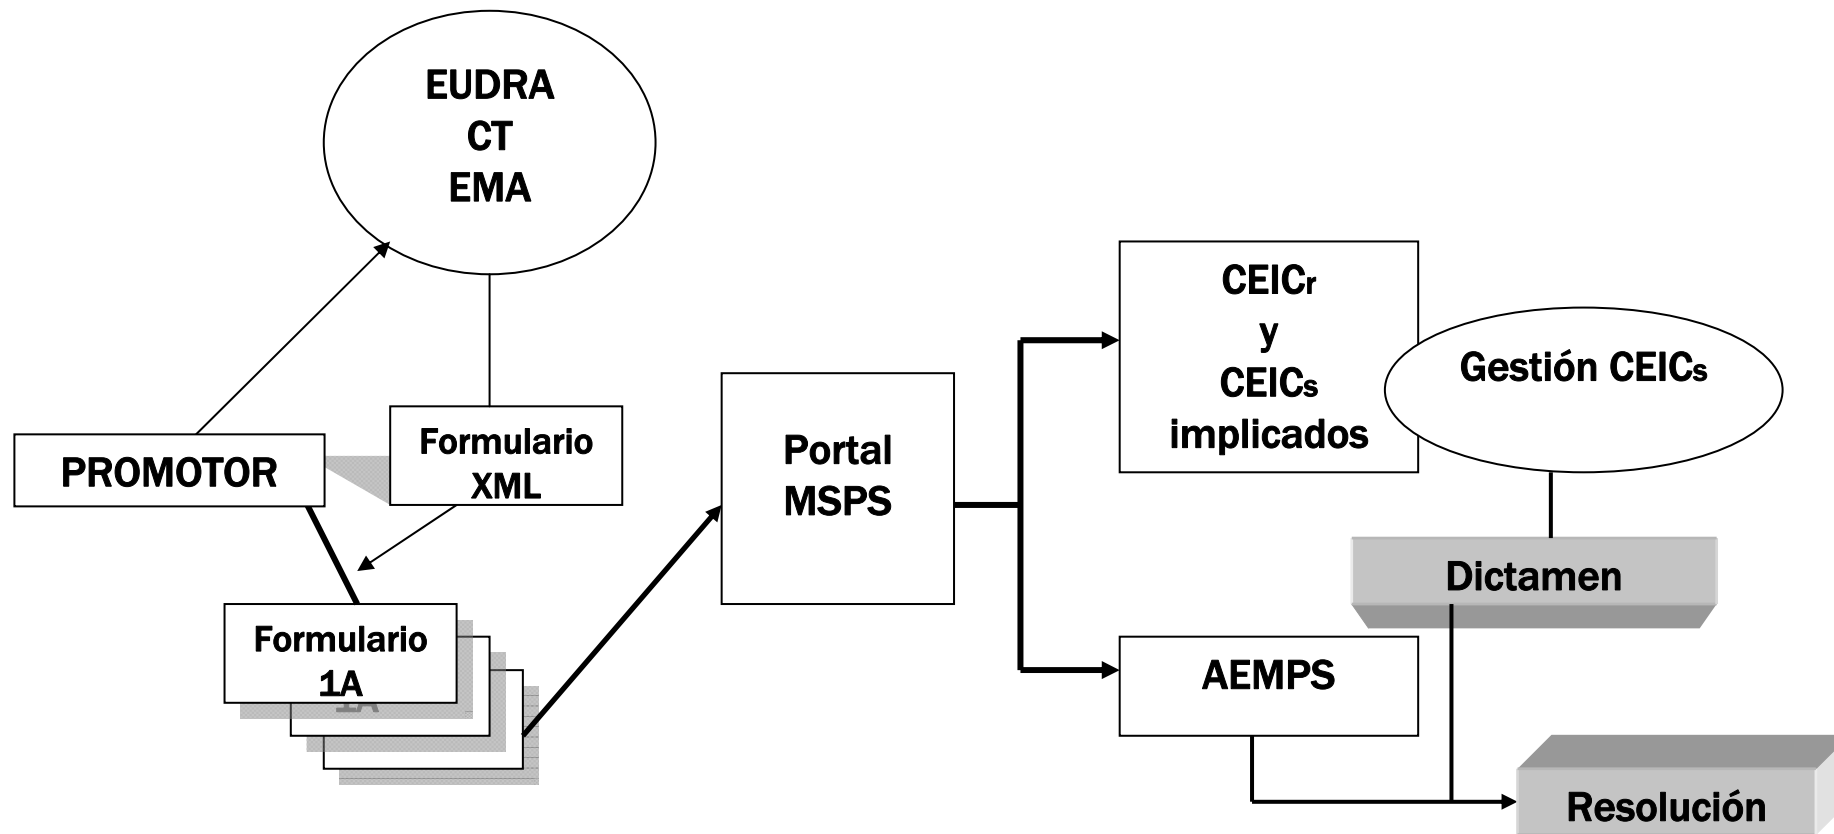 EUDRA
CT
EMA
PROMOTOR
Formulario
XML
Formulario
1A
1A
Portal
MSPS
CEICr
y
CEICs
implicados
Gestión CEICs
Dictamen
AEMPS
Resolución